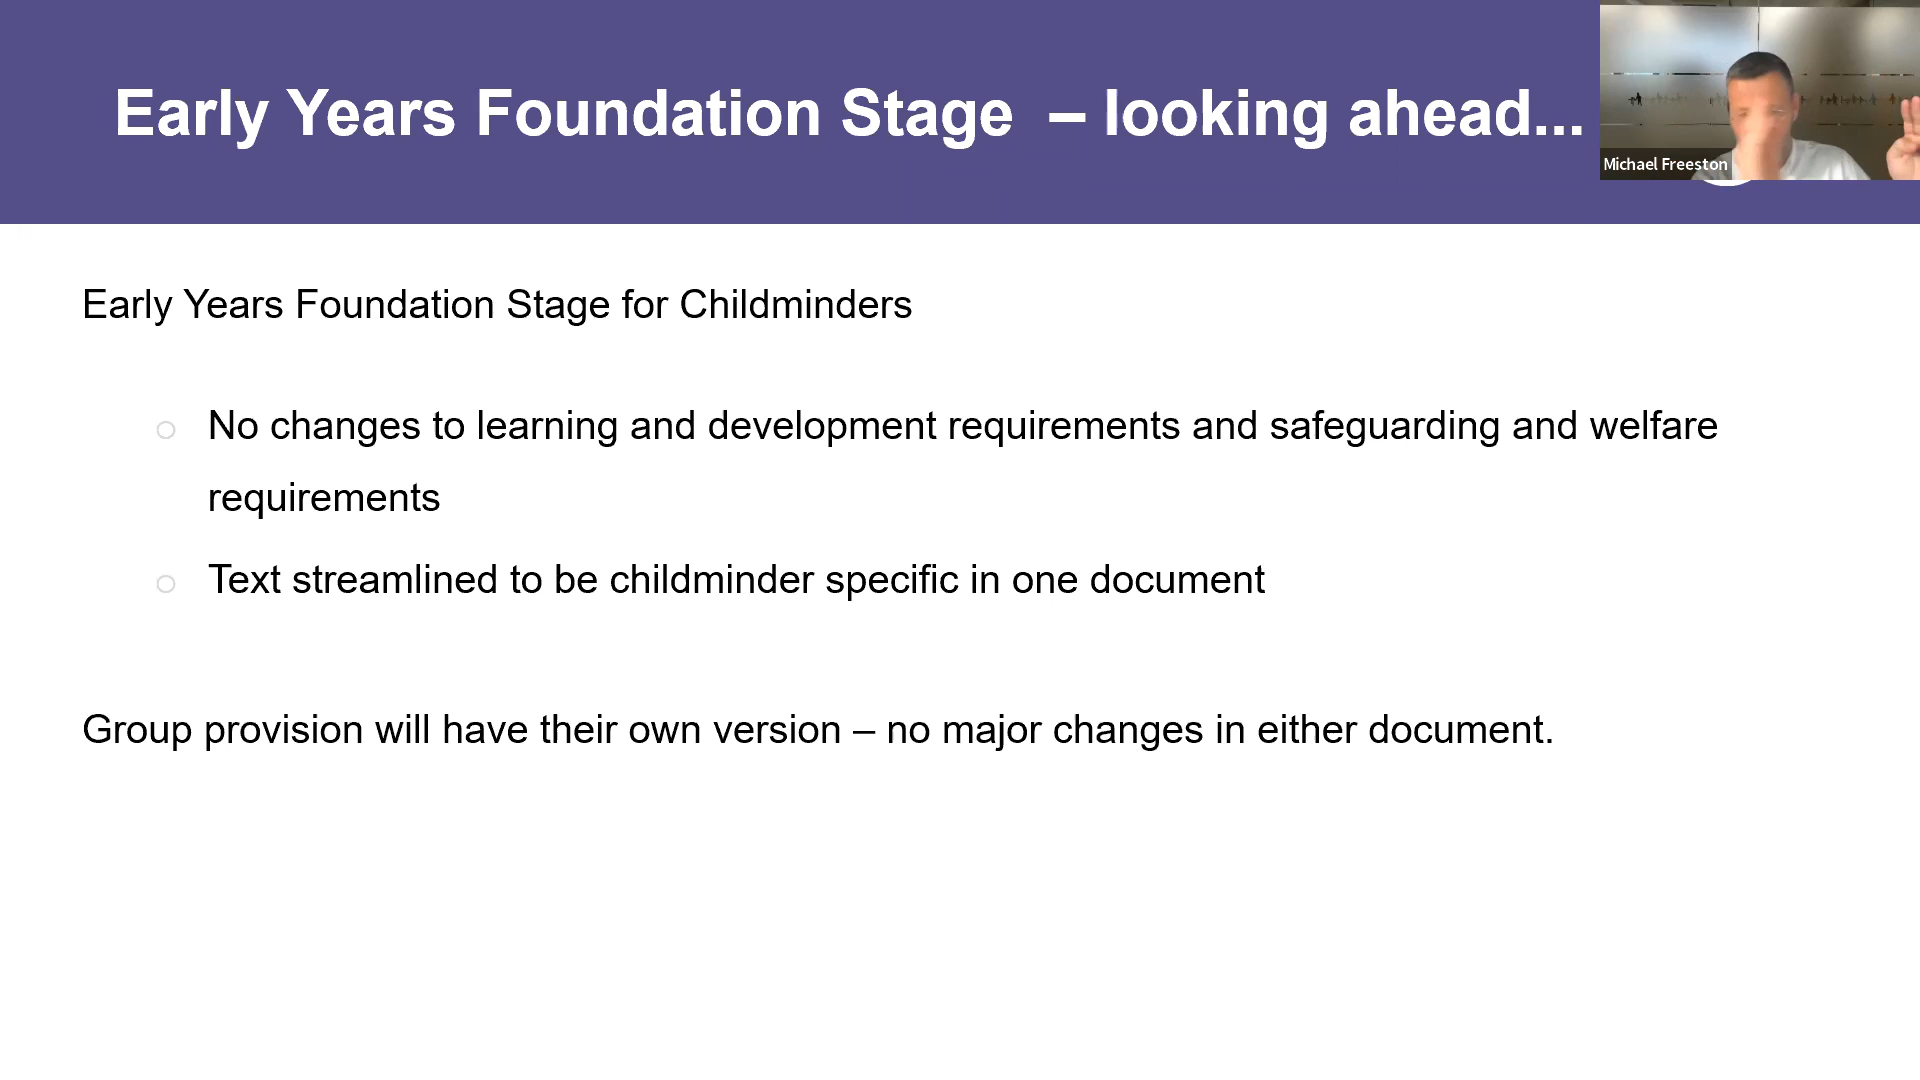 Early Years Foundation Stage – looking ahead...
Michael Freeston
Early Years Foundation Stage for Childminders
No changes to learning and development requirements and safeguarding and welfare
requirements
Text streamlined to be childminder specific in one document
Group provision will have their own version – no major changes in either document.